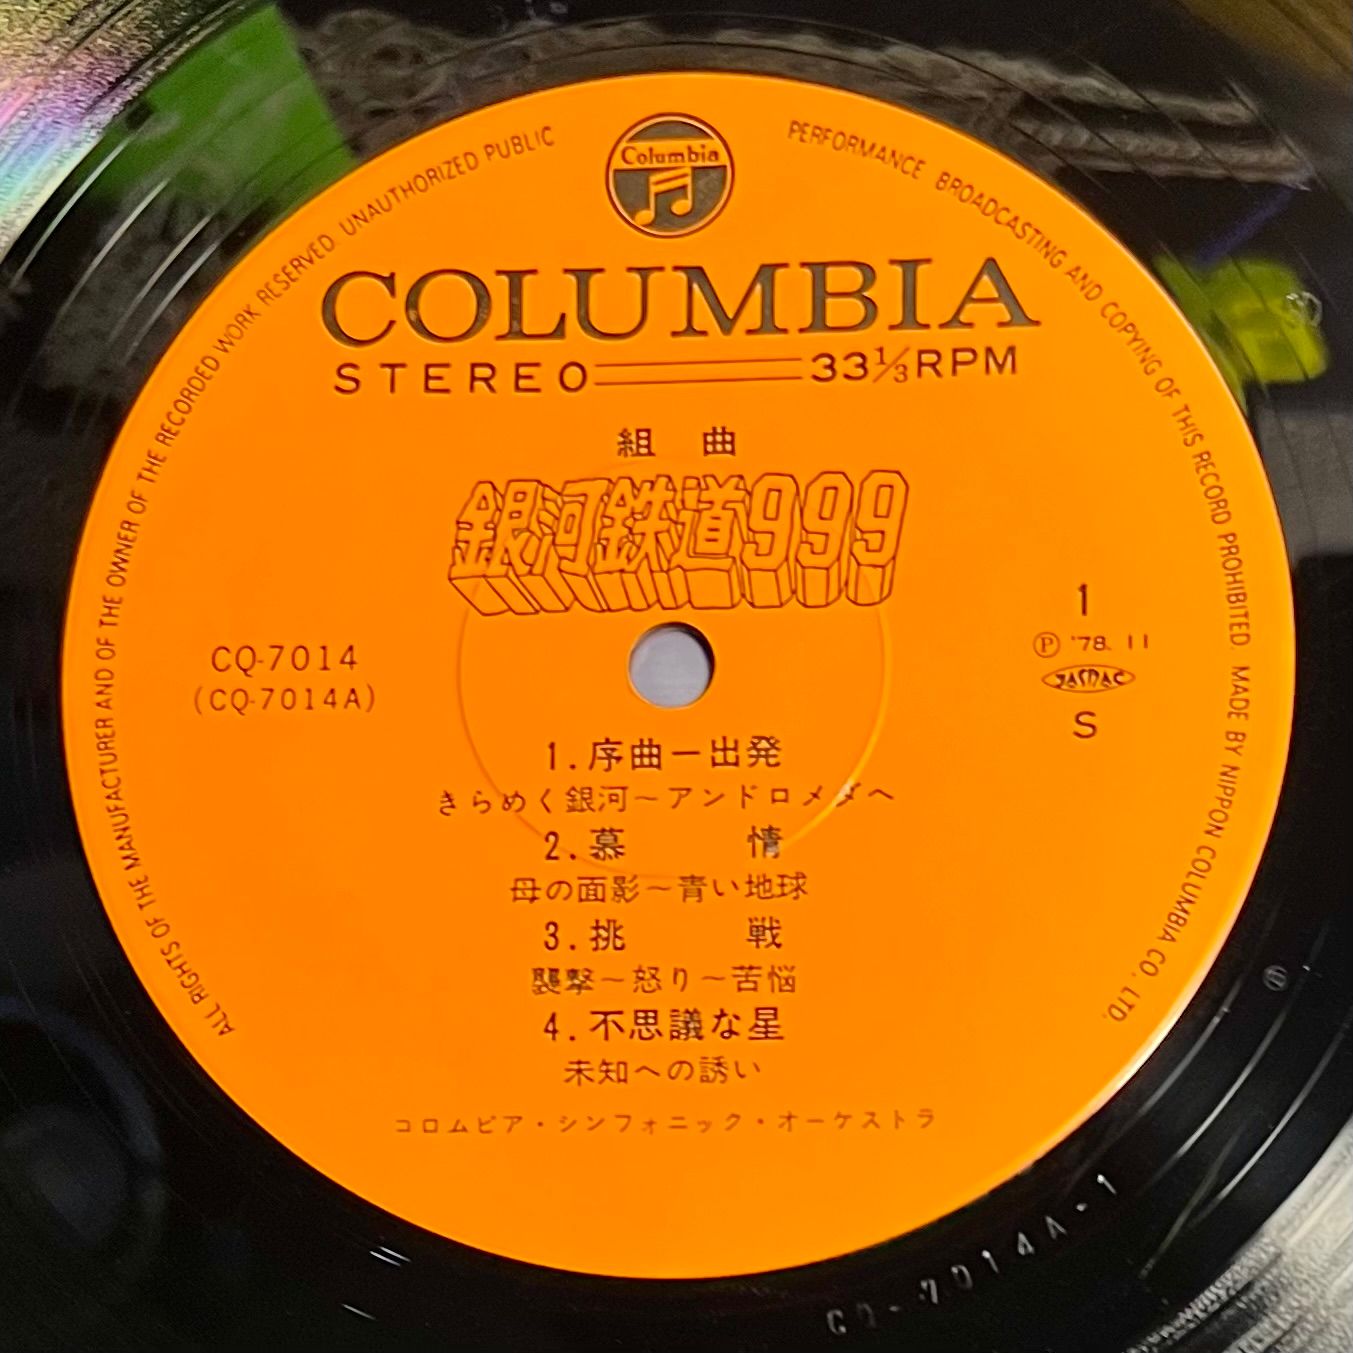 ALL RIGHTS OF THE MANUFACTURER AND OF THE OWNER OF THE RECORDED WORK RESERVED. UNAUTHORIZED PUBLIC PERFORMANCE BROADCASTING AND COPYING OF THIS RECORD PROHIBITED. MADE BY NIPPON COLUMBIA CO., LTD.
Columbia
COLUMBIA
STEREO 33⅓RPM
組曲
銀河鉄道999
CQ-7014
(CQ-7014A)
1
Ⓟ '78. 11
JASRAC
S
1.序曲ー出発
きらめく銀河〜アンドロメダへ
2.慕情
母の面影〜青い地球
3.挑戦
襲撃〜怒り〜苦悩
4.不思議な星
未知への誘い
コロムビア・シンフォニック・オーケストラ
CQ-7014A-1